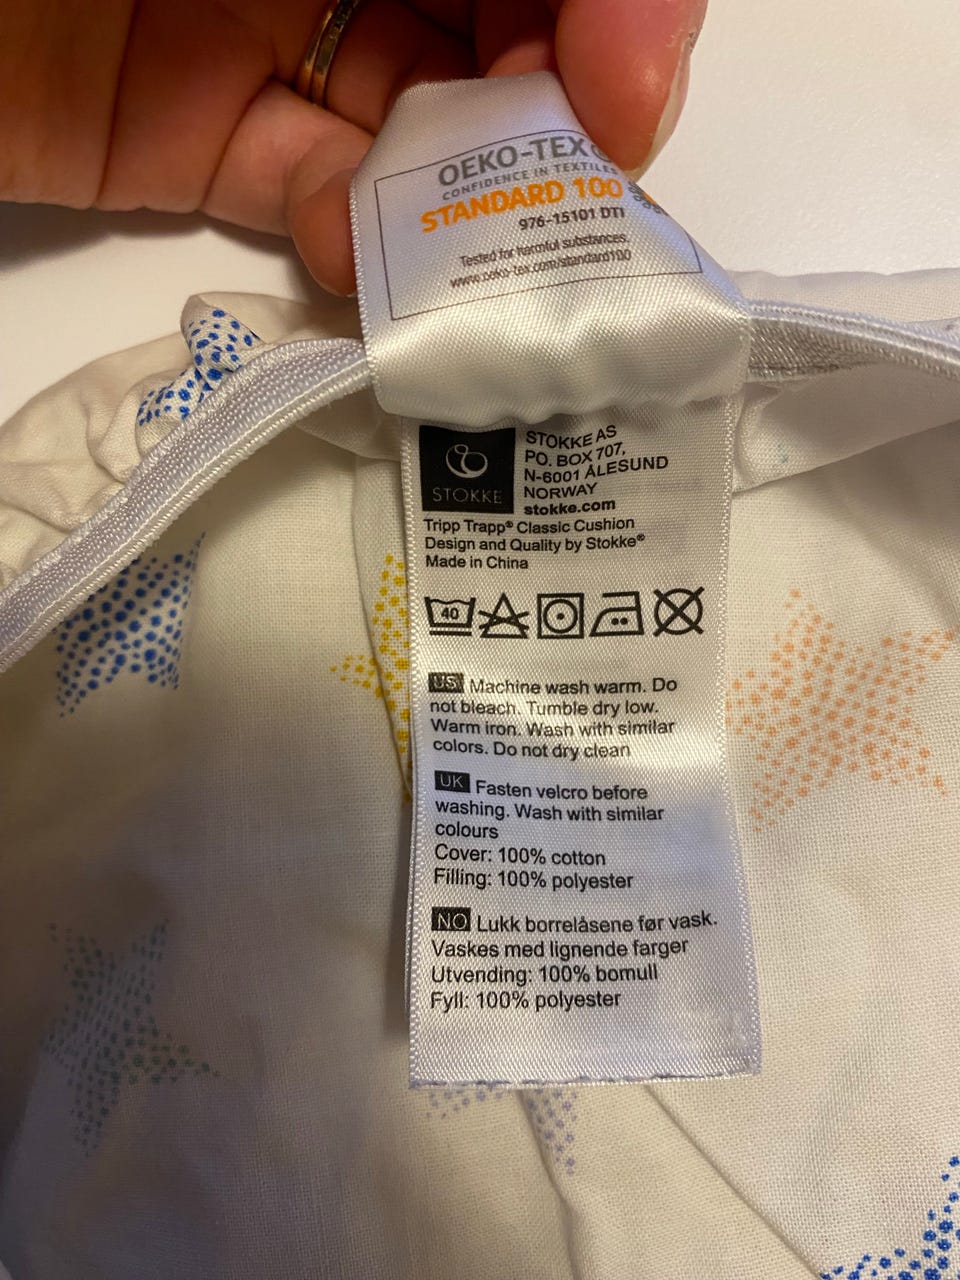 OEKO-TEX®
CONFIDENCE IN TEXTILES
STANDARD 100
976-15101 DTI
Tested for harmful substances.
www.oeko-tex.com/standard100
STOKKE
STOKKE AS
PO. BOX 707,
N-6001 ÅLESUND
NORWAY
stokke.com
Tripp Trapp® Classic Cushion
Design and Quality by Stokke®
Made in China
40
US Machine wash warm. Do
not bleach. Tumble dry low.
Warm iron. Wash with similar
colors. Do not dry clean
UK Fasten velcro before
washing. Wash with similar
colours
Cover: 100% cotton
Filling: 100% polyester
NO Lukk borrelåsene før vask.
Vaskes med lignende farger
Utvending: 100% bomull
Fyll: 100% polyester